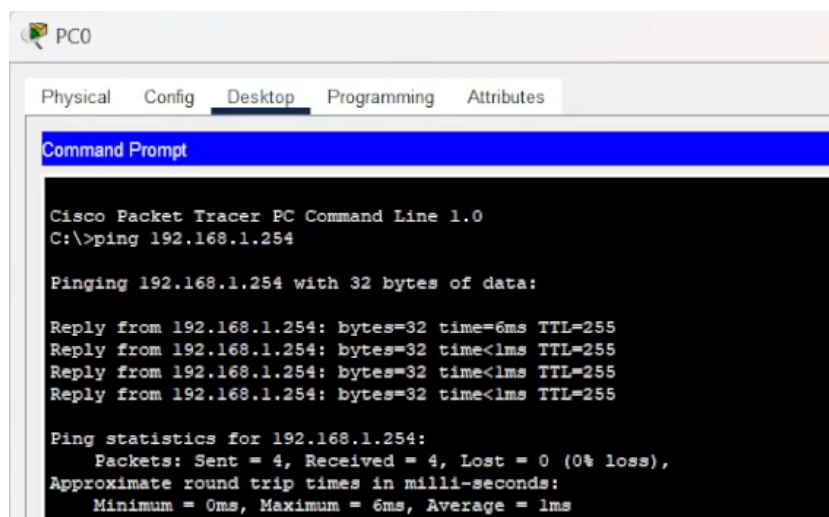 PC0
Physical Config Desktop Programming Attributes
Command Prompt
Cisco Packet Tracer PC Command Line 1.0
C:\>ping 192.168.1.254
Pinging 192.168.1.254 with 32 bytes of data:
Reply from 192.168.1.254: bytes=32 time=6ms TTL=255
Reply from 192.168.1.254: bytes=32 time<1ms TTL=255
Reply from 192.168.1.254: bytes=32 time<1ms TTL=255
Reply from 192.168.1.254: bytes=32 time<1ms TTL=255
Ping statistics for 192.168.1.254:
Packets: Sent = 4, Received = 4, Lost = 0 (0% loss),
Approximate round trip times in milli-seconds:
Minimum = 0ms, Maximum = 6ms, Average = 1ms